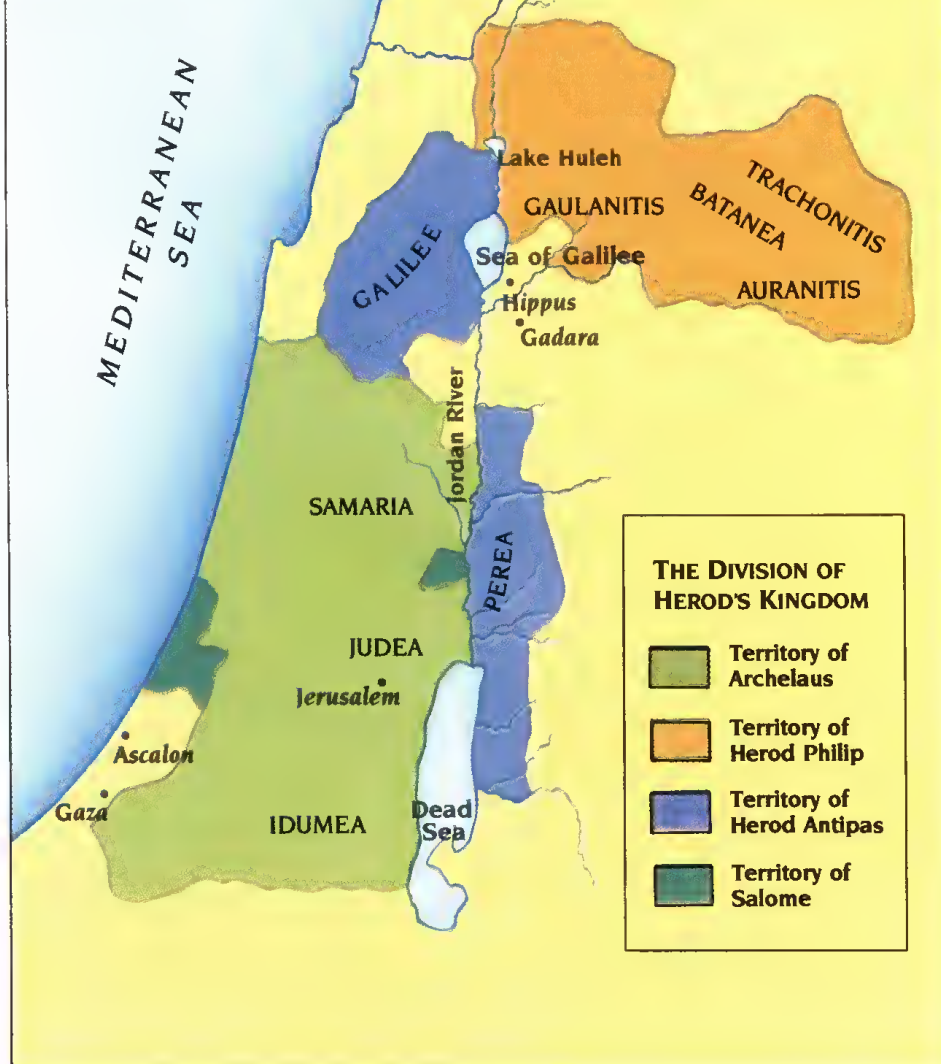 MEDITERRANEAN
SEA
Lake Huleh
TRACHONITIS
BATANEA
GAULANITIS
GALILEE
Sea of Galilee
AURANITIS
Hippus
Gadara
Jordan River
SAMARIA
PEREA
JUDEA
Jerusalem
Ascalon
Gaza
IDUMEA
Dead
Sea
THE DIVISION OF
HEROD'S KINGDOM
Territory of
Archelaus
Territory of
Herod Philip
Territory of
Herod Antipas
Territory of
Salome